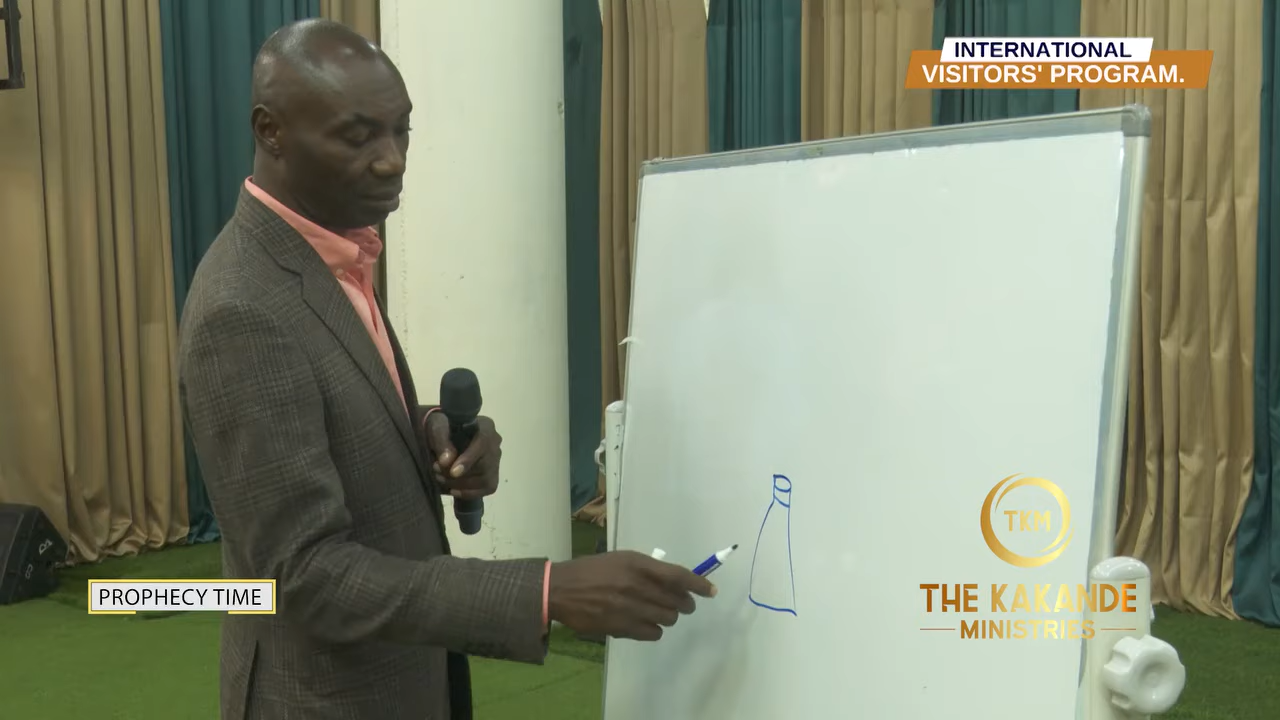 INTERNATIONAL
VISITORS' PROGRAM.
PROPHECY TIME
TKM
THE KAKANDE
MINISTRIES